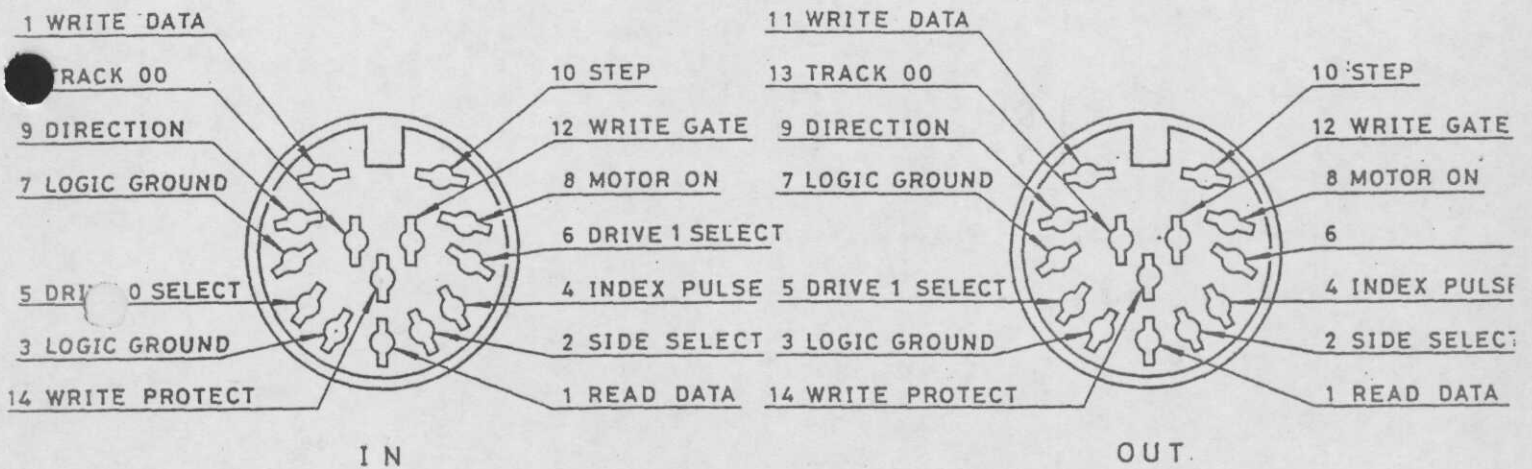 1 WRITE DATA
TRACK 00
9 DIRECTION
7 LOGIC GROUND
5 DRI 0 SELECT
3 LOGIC GROUND
14 WRITE PROTECT
10 STEP
12 WRITE GATE
8 MOTOR ON
6 DRIVE 1 SELECT
4 INDEX PULSE
2 SIDE SELECT
1 READ DATA
IN
11 WRITE DATA
13 TRACK 00
9 DIRECTION
7 LOGIC GROUND
5 DRIVE 1 SELECT
3 LOGIC GROUND
14 WRITE PROTECT
10 STEP
12 WRITE GATE
8 MOTOR ON
6
4 INDEX PULSE
2 SIDE SELECT
1 READ DATA
OUT